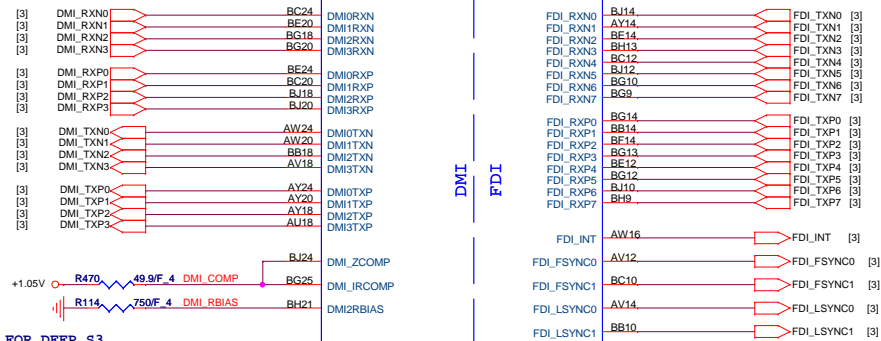 [3] DMI_RXN0 BC24 DMI0RXN FDI_RXN0 BJ14 FDI_TXN0 [3]
[3] DMI_RXN1 BE20 DMI1RXN FDI_RXN1 AY14 FDI_TXN1 [3]
[3] DMI_RXN2 BG18 DMI2RXN FDI_RXN2 BE14 FDI_TXN2 [3]
[3] DMI_RXN3 BG20 DMI3RXN FDI_RXN3 BH13 FDI_TXN3 [3]
FDI_RXN4 BC12 FDI_TXN4 [3]
[3] DMI_RXP0 BE24 DMI0RXP FDI_RXN5 BJ12 FDI_TXN5 [3]
[3] DMI_RXP1 BC20 DMI1RXP FDI_RXN6 BG10 FDI_TXN6 [3]
[3] DMI_RXP2 BJ18 DMI2RXP FDI_RXN7 BG9 FDI_TXN7 [3]
[3] DMI_RXP3 BJ20 DMI3RXP
FDI_RXP0 BG14 FDI_TXP0 [3]
[3] DMI_TXN0 AW24 DMI0TXN FDI_RXP1 BB14 FDI_TXP1 [3]
[3] DMI_TXN1 AW20 DMI1TXN FDI_RXP2 BF14 FDI_TXP2 [3]
[3] DMI_TXN2 BB18 DMI2TXN FDI_RXP3 BG13 FDI_TXP3 [3]
[3] DMI_TXN3 AV18 DMI3TXN FDI_RXP4 BE12 FDI_TXP4 [3]
FDI_RXP5 BG12 FDI_TXP5 [3]
[3] DMI_TXP0 AY24 DMI0TXP FDI_RXP6 BJ10 FDI_TXP6 [3]
[3] DMI_TXP1 AY20 DMI1TXP FDI_RXP7 BH9 FDI_TXP7 [3]
[3] DMI_TXP2 AY18 DMI2TXP
[3] DMI_TXP3 AU18 DMI3TXP
DMI
FDI
FDI_INT AW16 FDI_INT [3]
BJ24 DMI_ZCOMP FDI_FSYNC0 AV12 FDI_FSYNC0 [3]
+1.05V R470 49.9/F_4 DMI_COMP BG25 DMI_IRCOMP FDI_FSYNC1 BC10 FDI_FSYNC1 [3]
R114 750/F_4 DMI_RBIAS BH21 DMI2RBIAS FDI_LSYNC0 AV14 FDI_LSYNC0 [3]
FDI_LSYNC1 BB10 FDI_LSYNC1 [3]
FOR DEEP S3